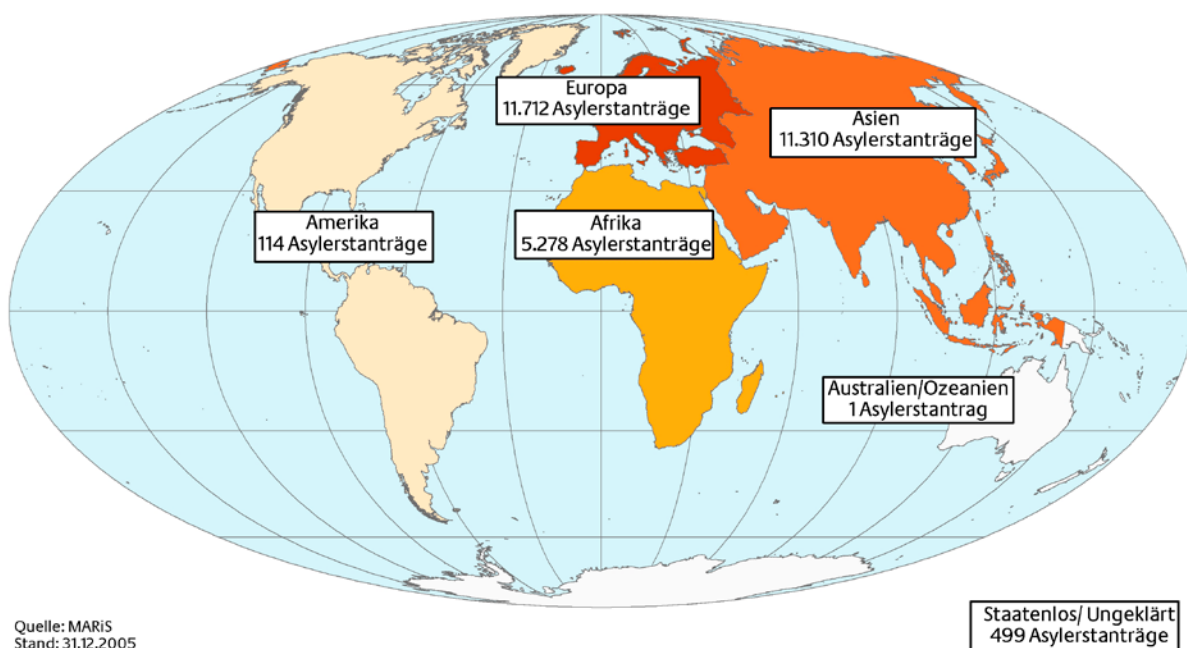 Europa
11.712 Asylerstanträge
Asien
11.310 Asylerstanträge
Amerika
114 Asylerstanträge
Afrika
5.278 Asylerstanträge
Australien/Ozeanien
1 Asylerstantrag
Staatenlos/ Ungeklärt
499 Asylerstanträge
Quelle: MARiS
Stand: 31.12.2005